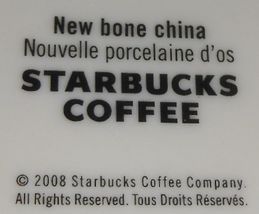 New bone china
Nouvelle porcelaine d'os
STARBUCKS
COFFEE
© 2008 Starbucks Coffee Company.
All Rights Reserved. Tous Droits Réservés.